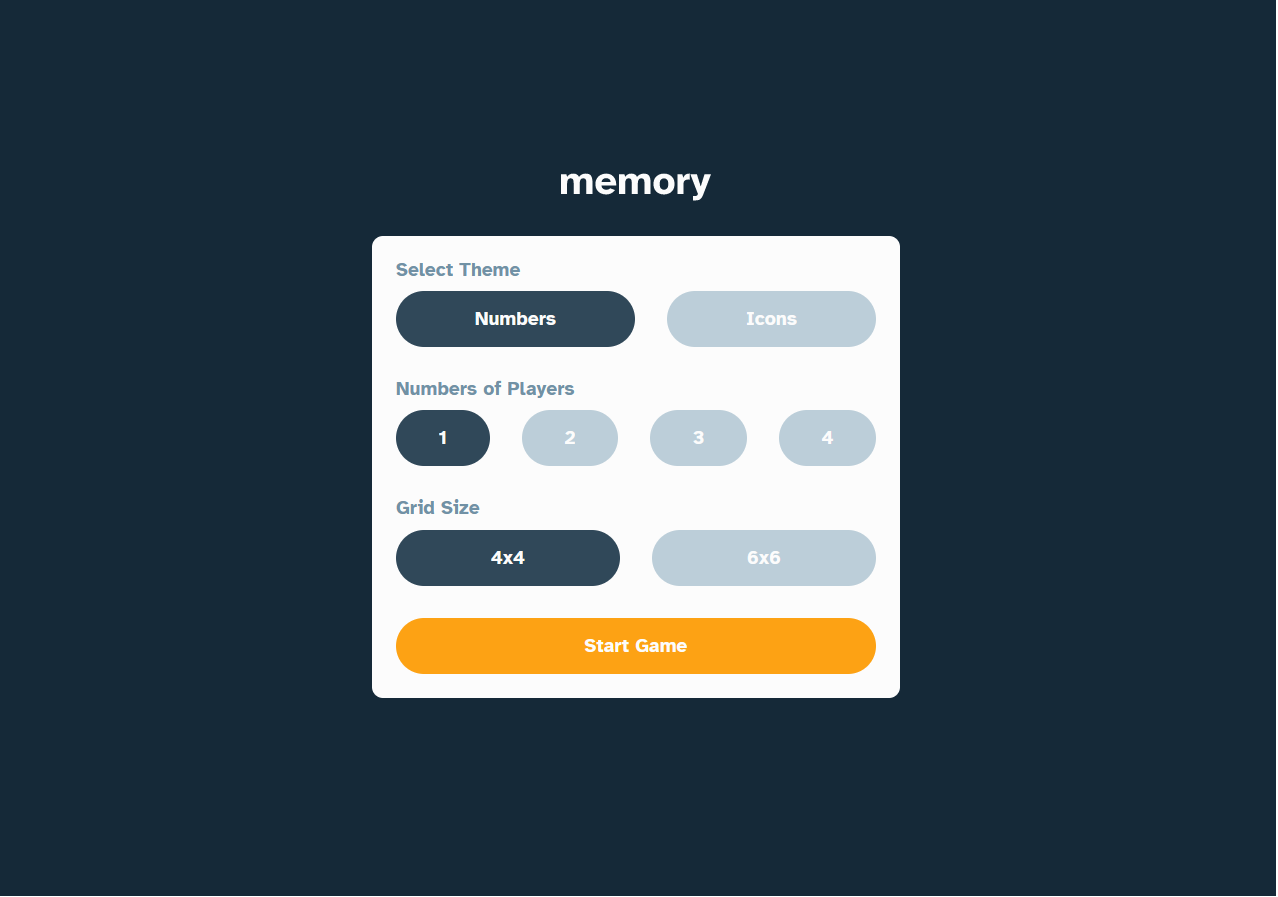 memory
Select Theme
Numbers Icons
Numbers of Players
1 2 3 4
Grid Size
4x4 6x6
Start Game